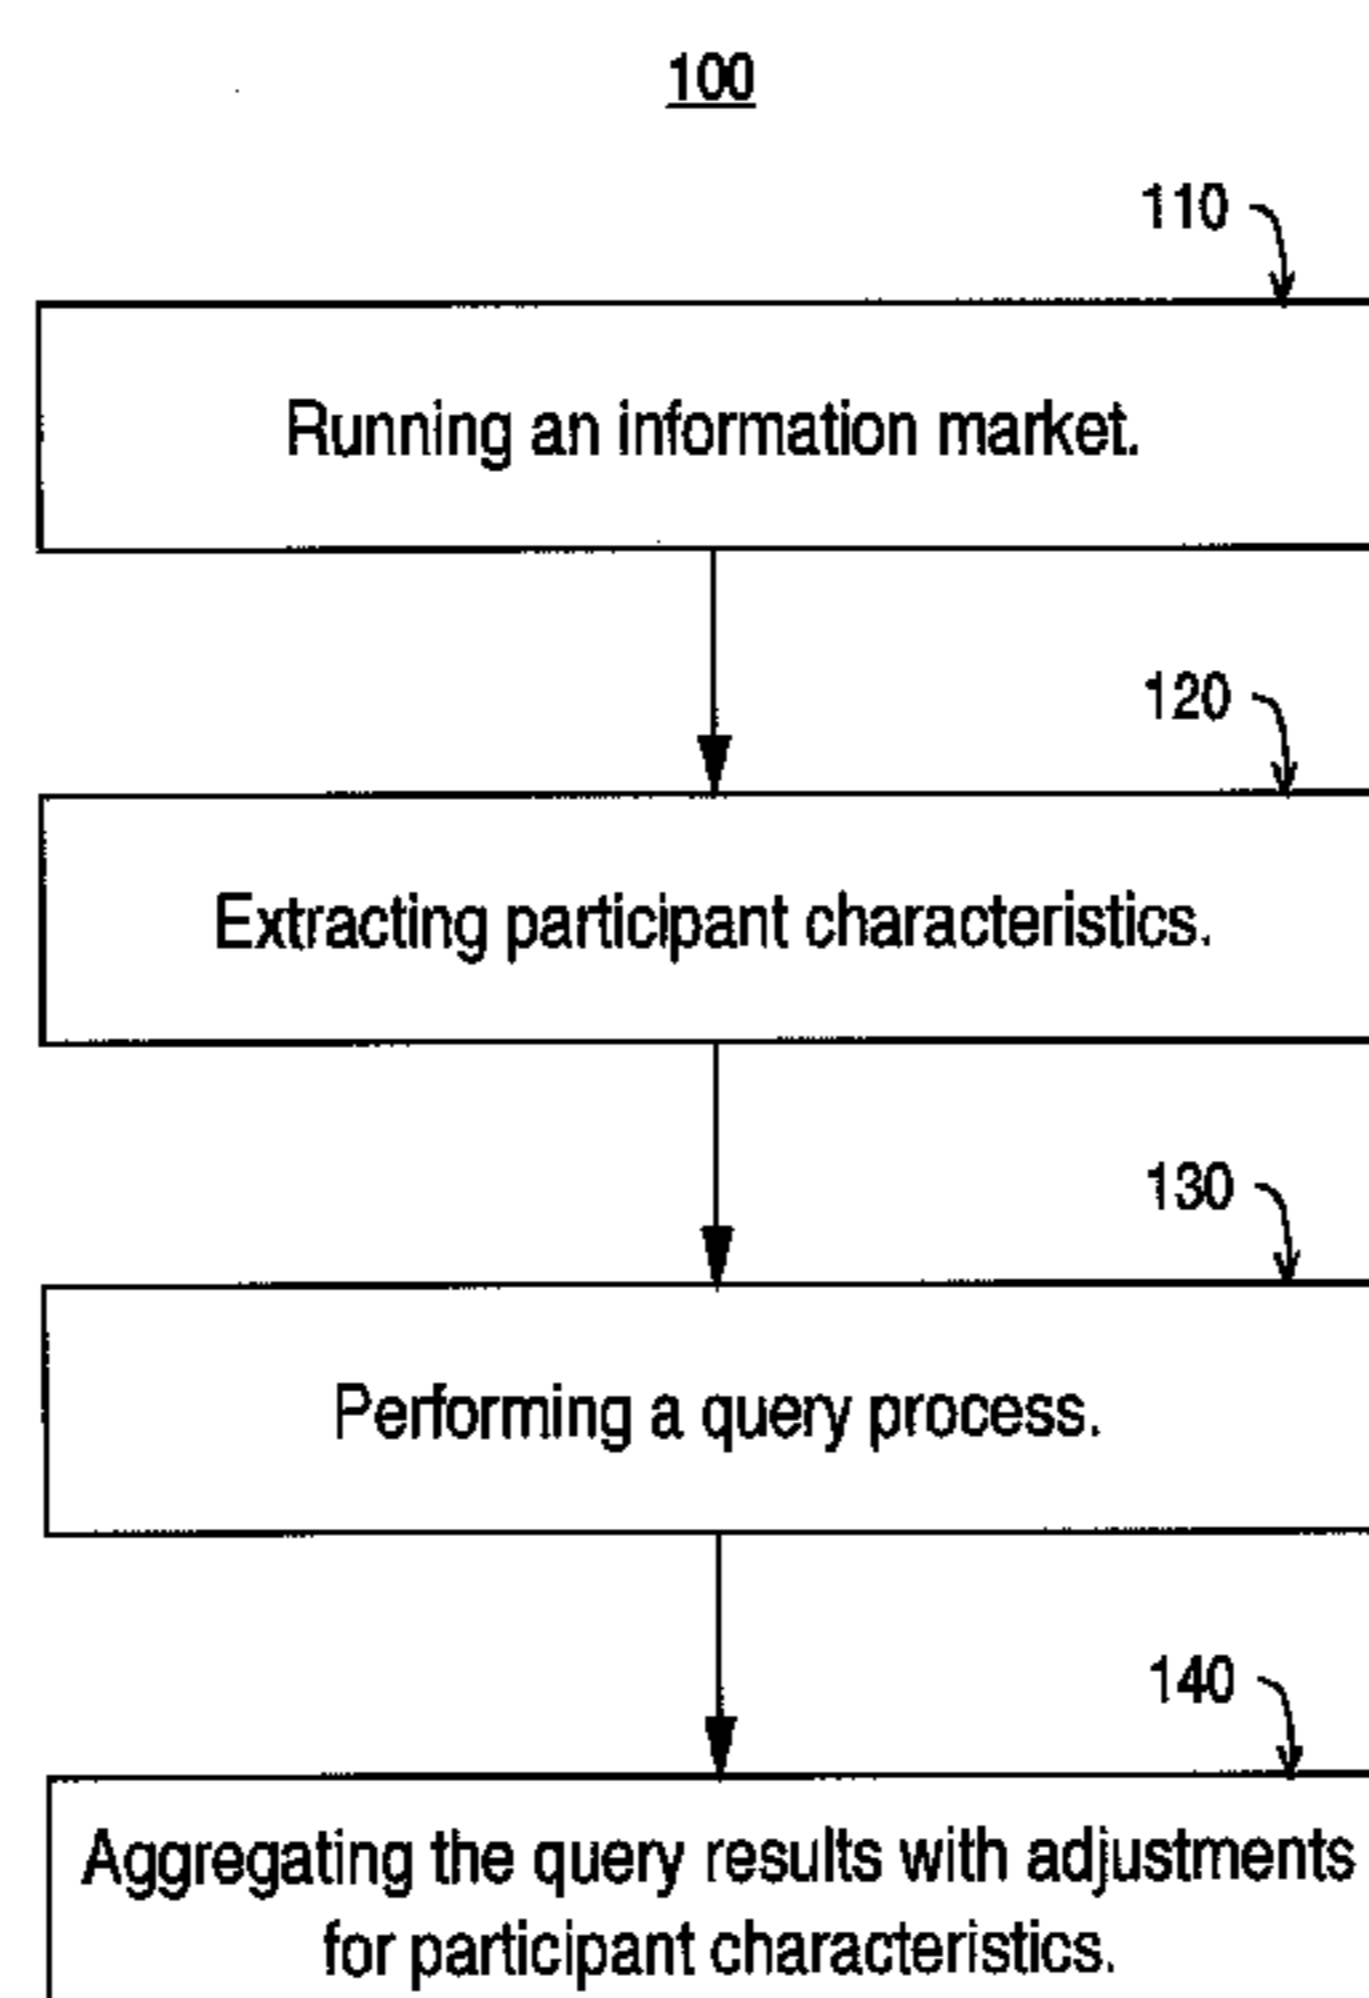 100
110
Running an information market.
120
Extracting participant characteristics.
130
Performing a query process.
140
Aggregating the query results with adjustments
for participant characteristics.